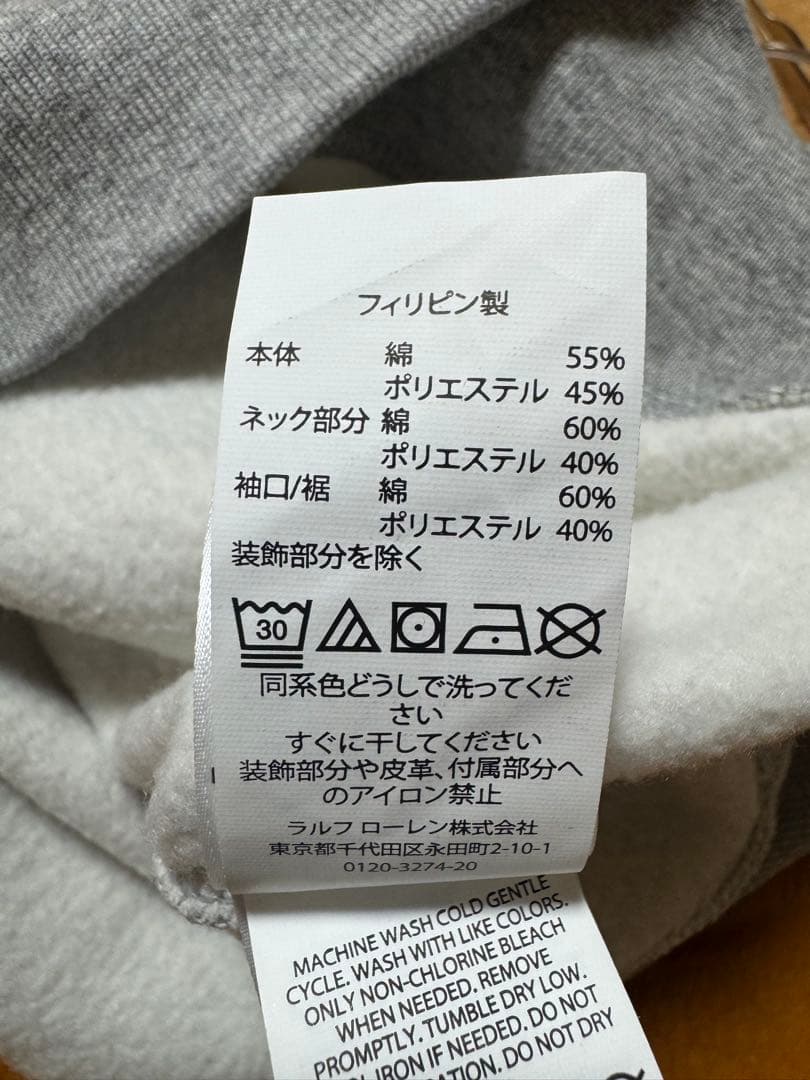 フィリピン製
本体 綿 55%
ポリエステル 45%
ネック部分 綿 60%
ポリエステル 40%
袖口/裾 綿 60%
ポリエステル 40%
装飾部分を除く
30
同系色どうしで洗ってくだ
さい
すぐに干してください
装飾部分や皮革、付属部分へ
のアイロン禁止
ラルフ ローレン株式会社
東京都千代田区永田町2-10-1
0120-3274-20
MACHINE WASH COLD GENTLE
CYCLE. WASH WITH LIKE COLORS.
ONLY NON-CHLORINE BLEACH
WHEN NEEDED. REMOVE
PROMPTLY. TUMBLE DRY LOW.
IRON IF NEEDED. DO NOT
DO NOT DRY